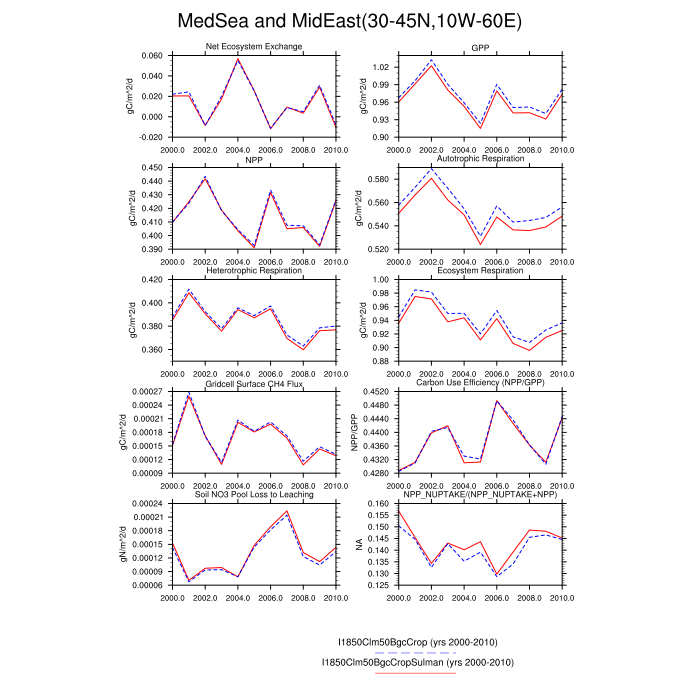 MedSea and MidEast(30-45N,10W-60E)
Net Ecosystem Exchange
gC/m^2/d
0.060
0.040
0.020
0.000
-0.020
2000.0 2002.0 2004.0 2006.0 2008.0 2010.0
GPP
gC/m^2/d
1.02
0.99
0.96
0.93
0.90
2000.0 2002.0 2004.0 2006.0 2008.0 2010.0
NPP
gC/m^2/d
0.450
0.440
0.430
0.420
0.410
0.400
0.390
2000.0 2002.0 2004.0 2006.0 2008.0 2010.0
Autotrophic Respiration
gC/m^2/d
0.580
0.560
0.540
0.520
2000.0 2002.0 2004.0 2006.0 2008.0 2010.0
Heterotrophic Respiration
gC/m^2/d
0.420
0.400
0.380
0.360
2000.0 2002.0 2004.0 2006.0 2008.0 2010.0
Ecosystem Respiration
gC/m^2/d
1.00
0.98
0.96
0.94
0.92
0.90
0.88
2000.0 2002.0 2004.0 2006.0 2008.0 2010.0
Gridcell Surface CH4 Flux
gC/m^2/d
0.00027
0.00024
0.00021
0.00018
0.00015
0.00012
0.00009
2000.0 2002.0 2004.0 2006.0 2008.0 2010.0
Carbon Use Efficiency (NPP/GPP)
NPP/GPP
0.4520
0.4480
0.4440
0.4400
0.4360
0.4320
0.4280
2000.0 2002.0 2004.0 2006.0 2008.0 2010.0
Soil NO3 Pool Loss to Leaching
gN/m^2/d
0.00024
0.00021
0.00018
0.00015
0.00012
0.00009
0.00006
2000.0 2002.0 2004.0 2006.0 2008.0 2010.0
NPP_NUPTAKE/(NPP_NUPTAKE+NPP)
NA
0.160
0.155
0.150
0.145
0.140
0.135
0.130
0.125
2000.0 2002.0 2004.0 2006.0 2008.0 2010.0
I1850Clm50BgcCrop (yrs 2000-2010)
I1850Clm50BgcCropSulman (yrs 2000-2010)